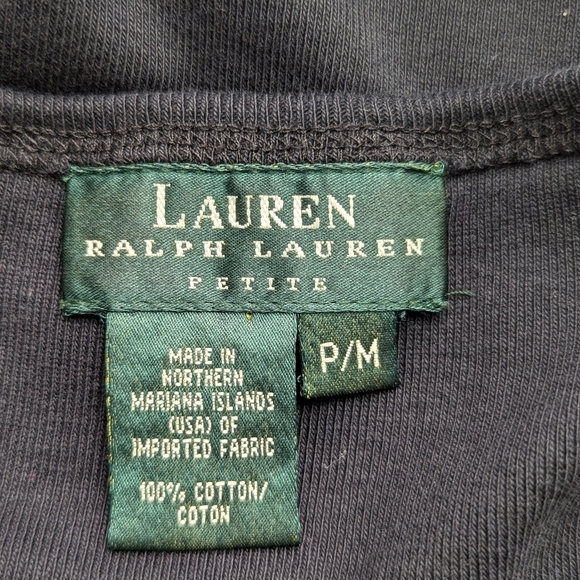 LAUREN
RALPH LAUREN
PETITE
P/M
MADE IN
NORTHERN
MARIANA ISLANDS
(USA) OF
IMPORTED FABRIC
100% COTTON/
COTON